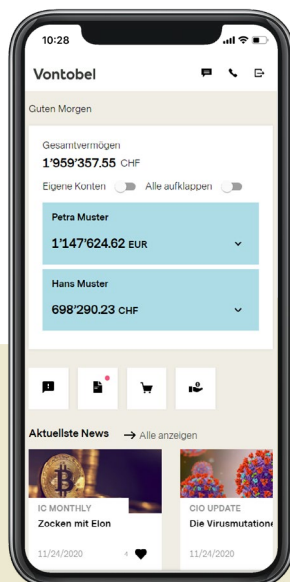 10:28
Vontobel
Guten Morgen
Gesamtvermögen
1'959'357.55 CHF
Eigene Konten Alle aufklappen
Petra Muster
1'147'624.62 EUR
Hans Muster
698'290.23 CHF
Aktuellste News → Alle anzeigen
IC MONTHLY
Zocken mit Elon
11/24/2020
CIO UPDATE
Die Virusmutatione
11/24/2020